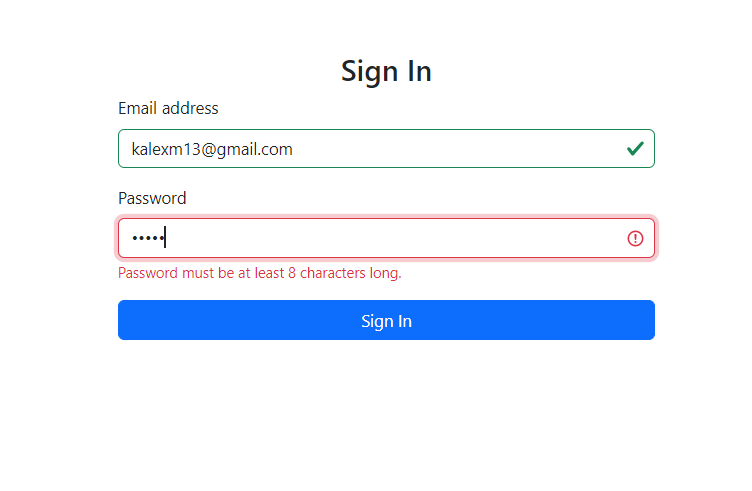 Sign In
Email address
kalexm13@gmail.com
Password
•••••
Password must be at least 8 characters long.
Sign In